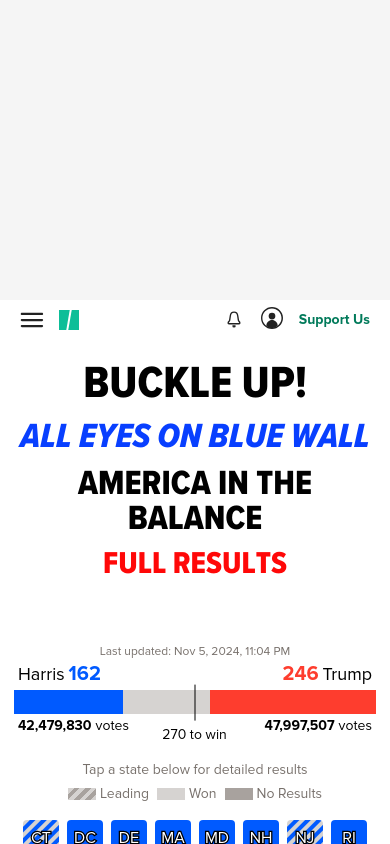 Support Us
BUCKLE UP!
ALL EYES ON BLUE WALL
AMERICA IN THE
BALANCE
FULL RESULTS
Last updated: Nov 5, 2024, 11:04 PM
Harris 162 246 Trump
42,479,830 votes 47,997,507 votes
270 to win
Tap a state below for detailed results
Leading Won No Results
CT DC DE MA MD NH NJ RI